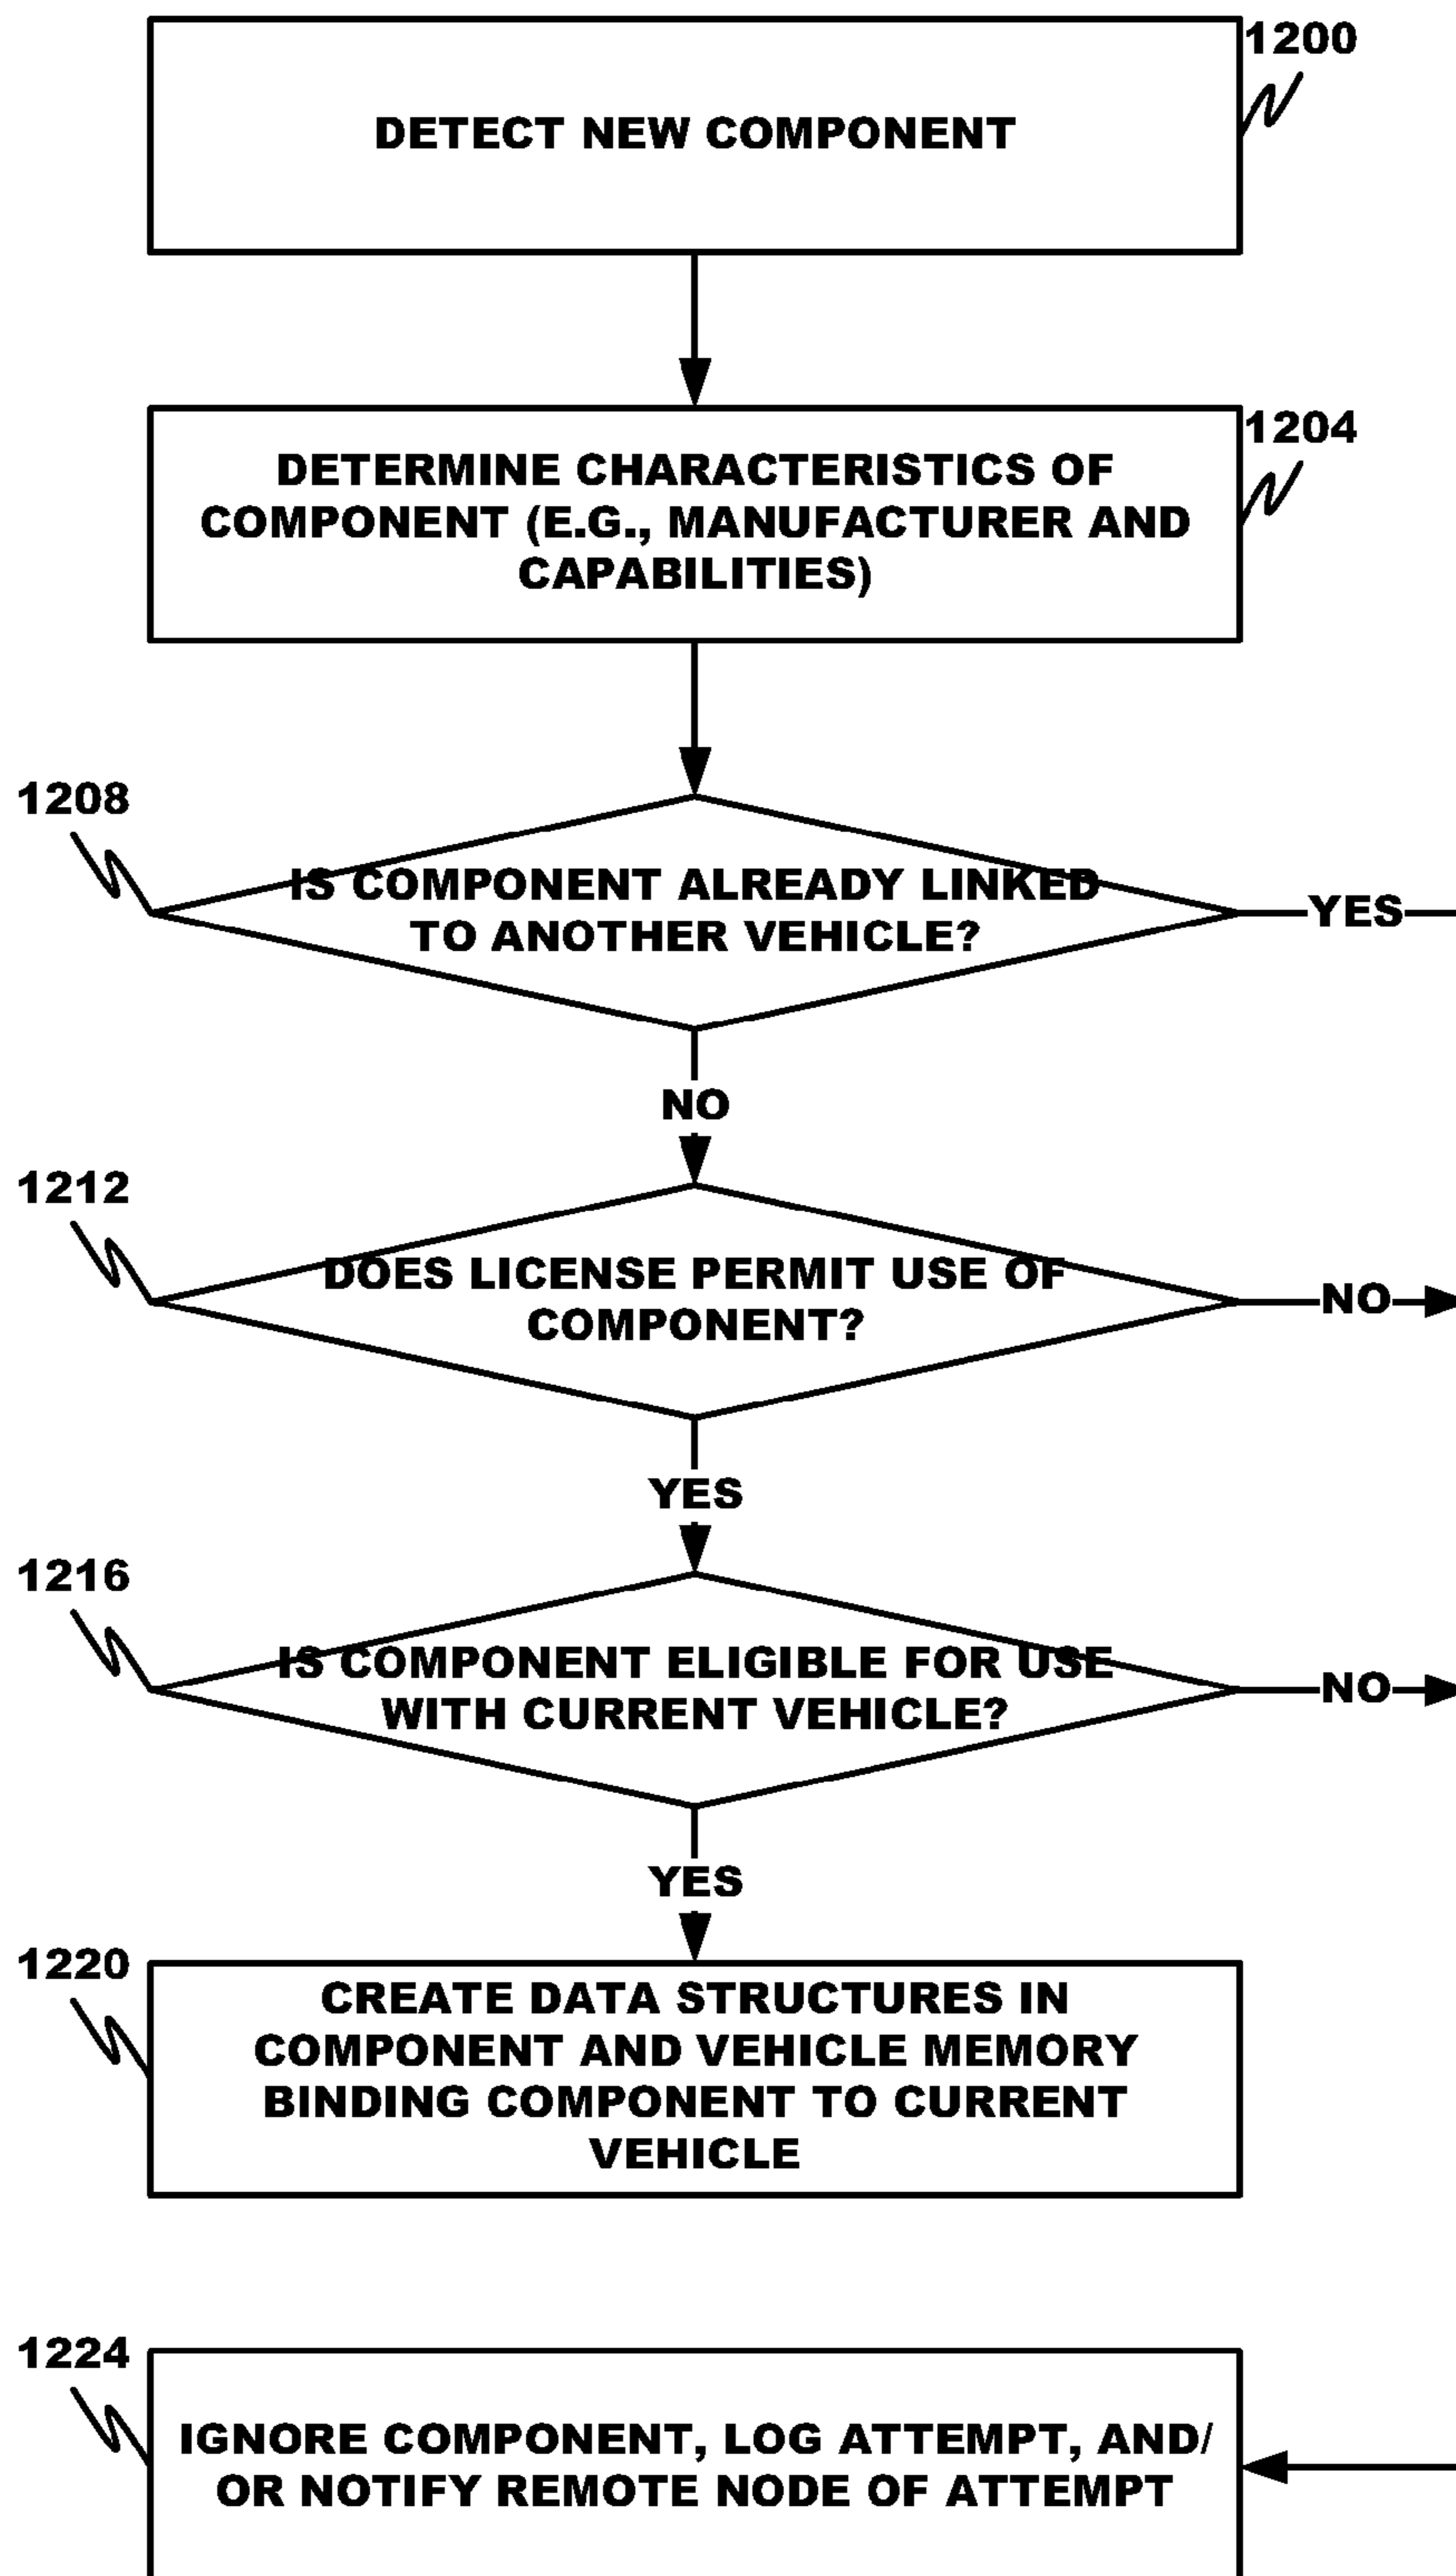 1200
DETECT NEW COMPONENT
1204
DETERMINE CHARACTERISTICS OF
COMPONENT (E.G., MANUFACTURER AND
CAPABILITIES)
1208
IS COMPONENT ALREADY LINKED
TO ANOTHER VEHICLE?
YES
NO
1212
DOES LICENSE PERMIT USE OF
COMPONENT?
NO
YES
1216
IS COMPONENT ELIGIBLE FOR USE
WITH CURRENT VEHICLE?
NO
YES
1220
CREATE DATA STRUCTURES IN
COMPONENT AND VEHICLE MEMORY
BINDING COMPONENT TO CURRENT
VEHICLE
1224
IGNORE COMPONENT, LOG ATTEMPT, AND/
OR NOTIFY REMOTE NODE OF ATTEMPT